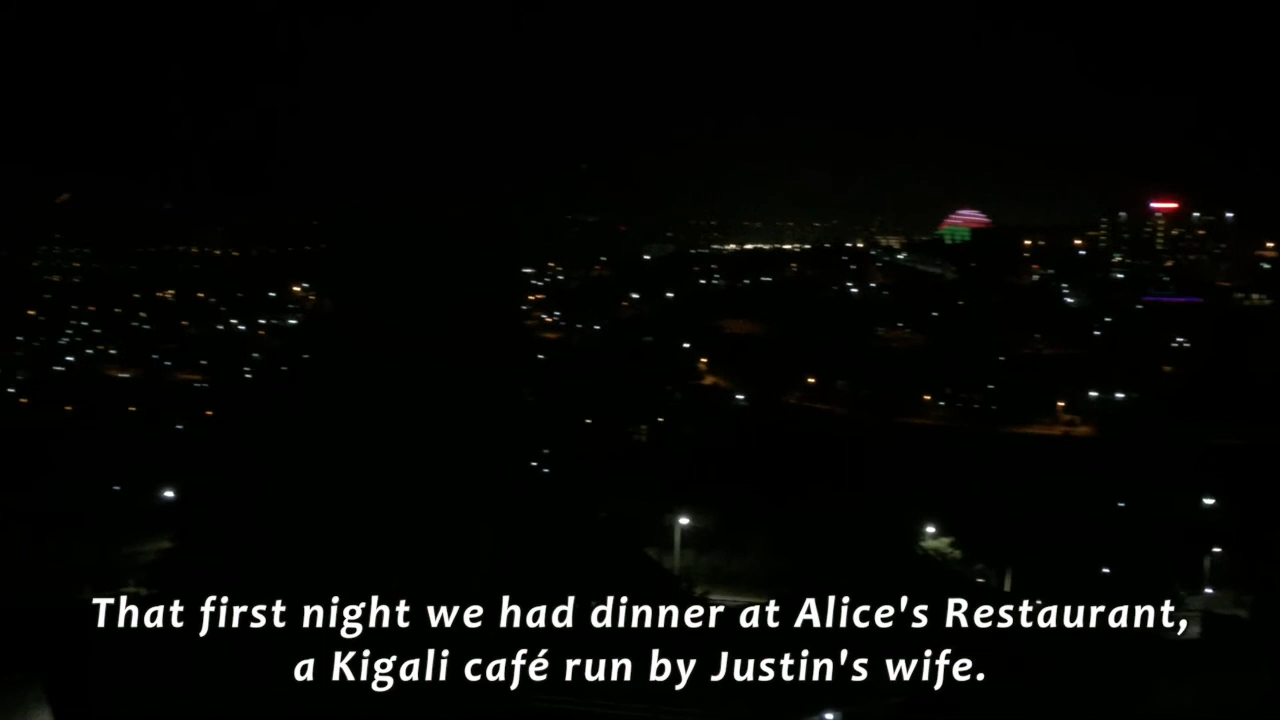 That first night we had dinner at Alice's Restaurant,
a Kigali café run by Justin's wife.